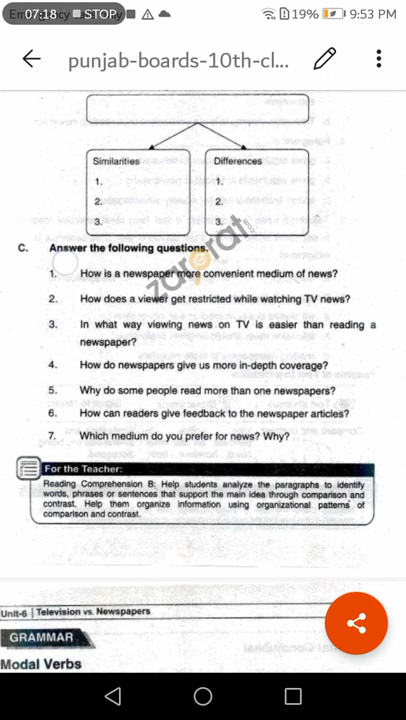 07:18 STOP 19% 9:53 PM
punjab-boards-10th-cl...
Similarities
Differences
1.
1.
2.
2.
3.
3.
C. Answer the following questions.
1. How is a newspaper more convenient medium of news?
2. How does a viewer get restricted while watching TV news?
3. In what way viewing news on TV is easier than reading a
newspaper?
4. How do newspapers give us more in-depth coverage?
5. Why do some people read more than one newspapers?
6. How can readers give feedback to the newspaper articles?
7. Which medium do you prefer for news? Why?
For the Teacher:
Reading Comprehension B: Help students analyze the paragraphs to identify
words, phrases or sentences that support the main idea through comparison and
contrast. Help them organize information using organizational patterns of
comparison and contrast.
zarorat
Unit-6 Television vs. Newspapers
GRAMMAR
Modal Verbs